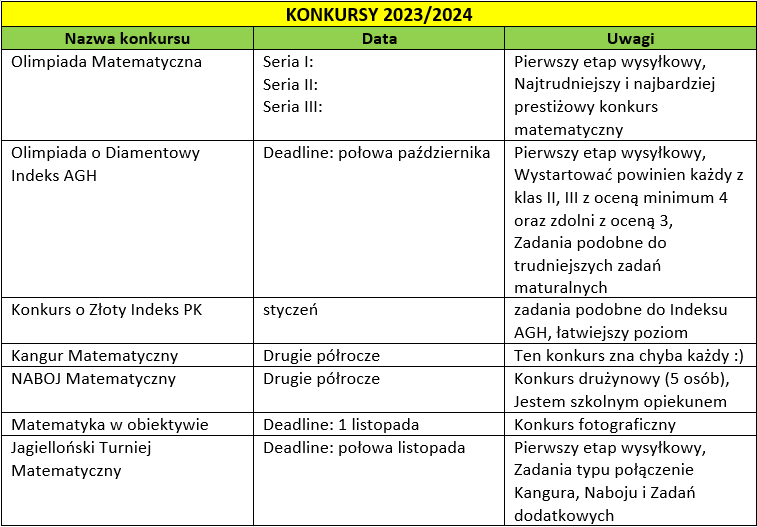 KONKURSY 2023/2024
Nazwa konkursu Data Uwagi
Olimpiada Matematyczna Seria I: Pierwszy etap wysyłkowy,
Seria II: Najtrudniejszy i najbardziej
Seria III: prestiżowy konkurs
matematyczny
Olimpiada o Diamentowy Deadline: połowa października Pierwszy etap wysyłkowy,
Indeks AGH Wystartować powinien każdy z
klas II, III z oceną minimum 4
oraz zdolni z oceną 3,
Zadania podobne do
trudniejszych zadań
maturalnych
Konkurs o Złoty Indeks PK styczeń zadania podobne do Indeksu
AGH, łatwiejszy poziom
Kangur Matematyczny Drugie półrocze Ten konkurs zna chyba każdy :)
NABOJ Matematyczny Drugie półrocze Konkurs drużynowy (5 osób),
Jestem szkolnym opiekunem
Matematyka w obiektywie Deadline: 1 listopada Konkurs fotograficzny
Jagielloński Turniej Deadline: połowa listopada Pierwszy etap wysyłkowy,
Matematyczny Zadania typu połączenie
Kangura, Naboju i Zadań
dodatkowych